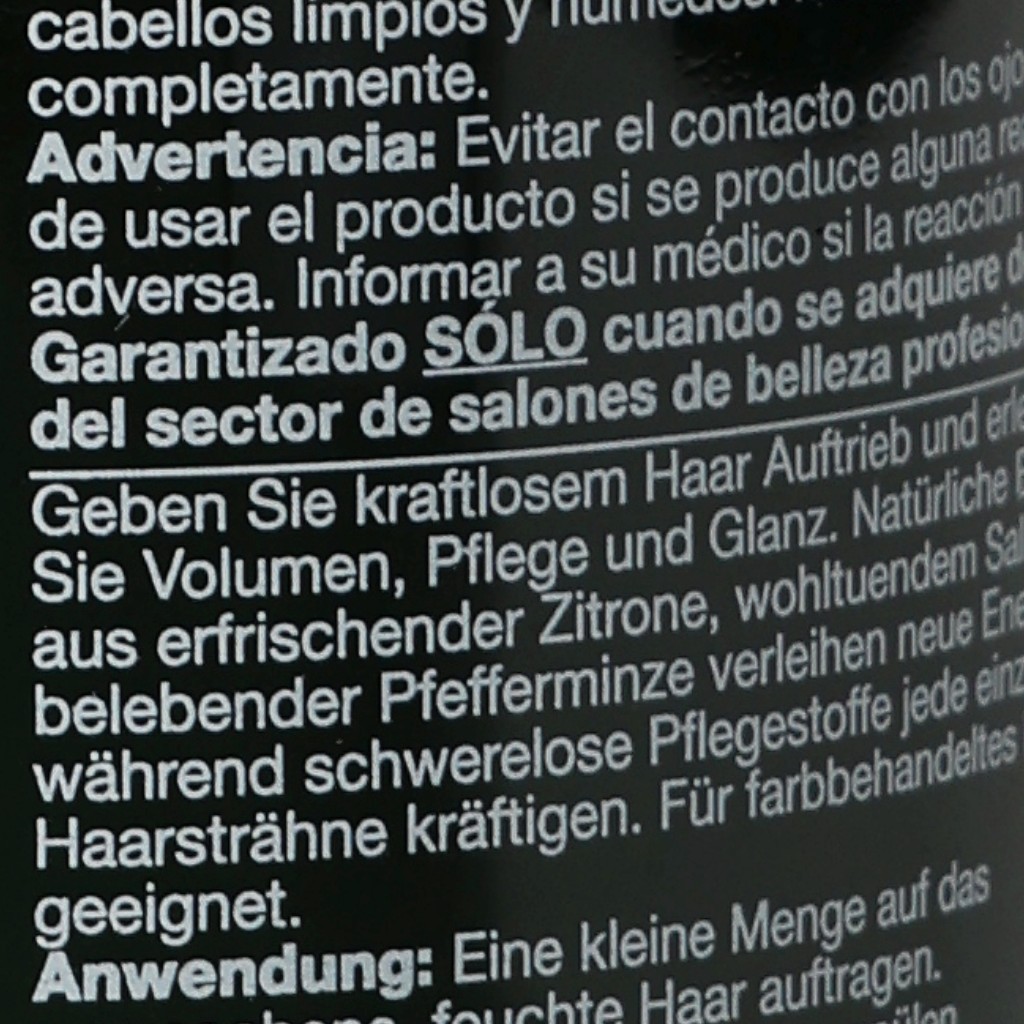 cabellos limpios y
completamente.
Advertencia: Evitar el contacto con los
de usar el producto si se produce alguna
adversa. Informar a su médico si la reacción
Garantizado SÓLO cuando se adquiere
del sector de salones de belleza
Geben Sie kraftlosem Haar Auftrieb und
Sie Volumen, Pflege und Glanz. Natürliche
aus erfrischender Zitrone, wohltuendem
belebender Pfefferminze verleihen neue
während schwerelose Pflegestoffe jede
Haarsträhne kräftigen. Für farbbehandeltes
geeignet.
Anwendung: Eine kleine Menge auf das
feuchte Haar auftragen.